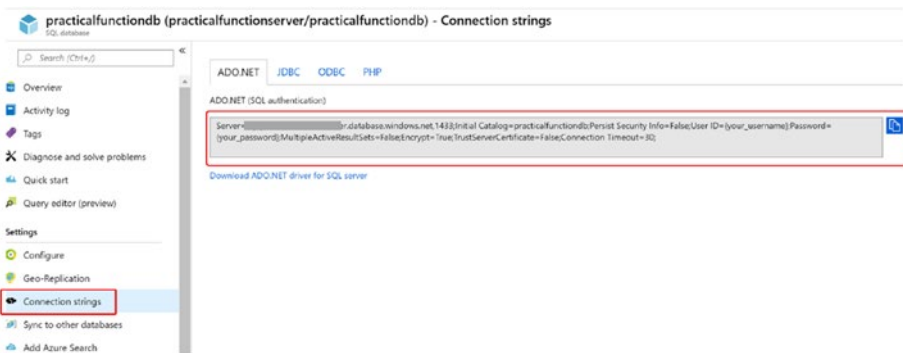 practicalfunctiondb (practicalfunctionserver/practicalfunctiondb) - Connection strings
SQL database
Search (Ctrl+/)
«
Overview
Activity log
Tags
Diagnose and solve problems
Quick start
Query editor (preview)
Settings
Configure
Geo-Replication
Connection strings
Sync to other databases
Add Azure Search
ADO.NET JDBC ODBC PHP
ADO.NET (SQL authentication)
Server= er.database.windows.net,1433;Initial Catalog=practicalfunctiondb;Persist Security Info=False;User ID={your_username};Password=
{your_password};MultipleActiveResultSets=False;Encrypt=True;TrustServerCertificate=False;Connection Timeout=30;
Download ADO.NET driver for SQL server